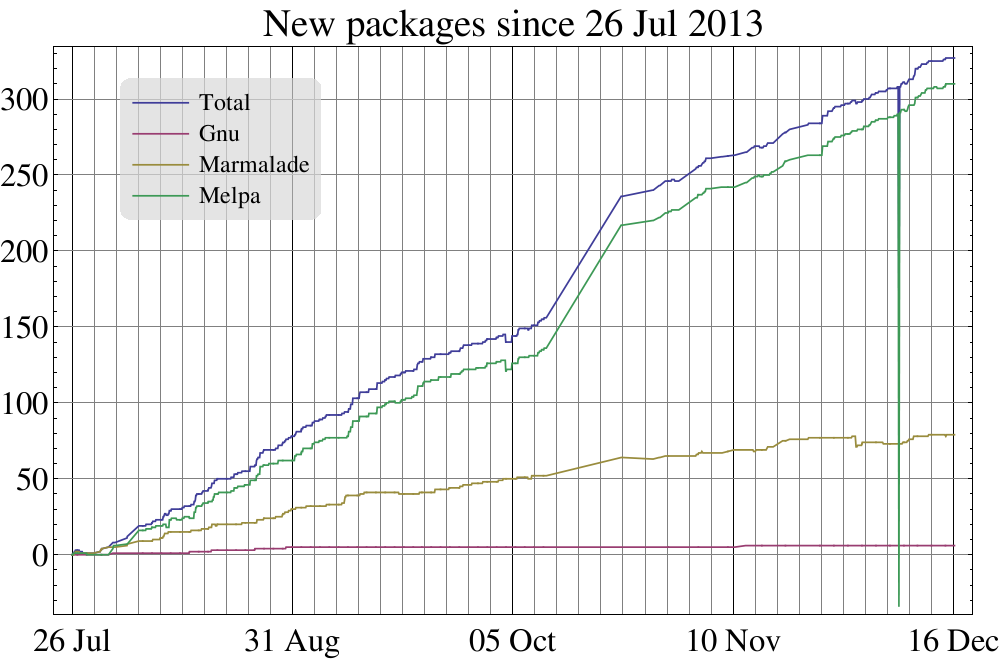 New packages since 26 Jul 2013
Total
Gnu
Marmalade
Melpa
300
250
200
150
100
50
0
26 Jul 31 Aug 05 Oct 10 Nov 16 Dec